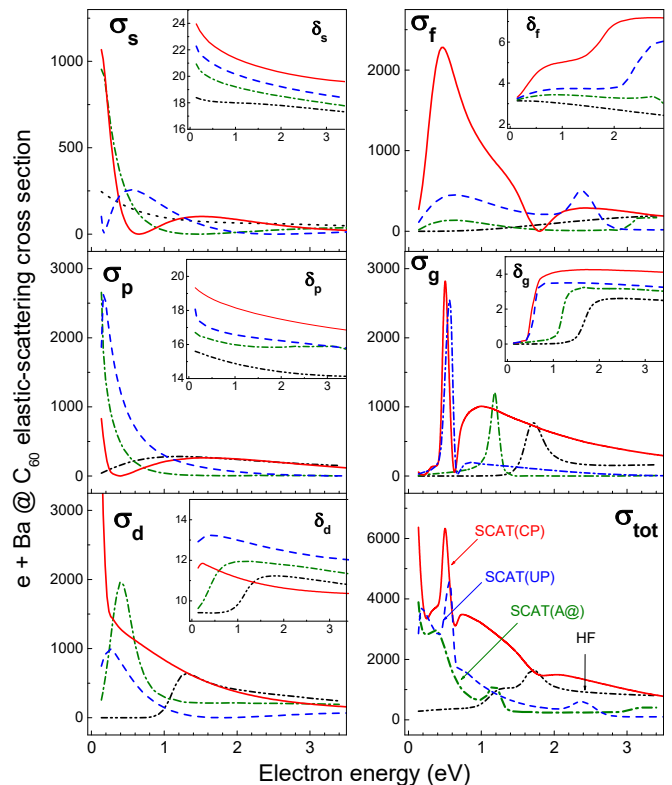 e + Ba @ C60 elastic-scattering cross section
σs
δs
1000
500
250
0
24
22
20
18
16
0 1 2 3
σf
δf
2000
1000
0
6
4
2
0 1 2 3
σp
δp
3000
2000
1000
0
20
18
16
14
0 1 2 3
σg
δg
3000
2000
1000
0
4
2
0
0 1 2 3
σd
δd
3000
2000
1000
0
13
12
10
0 1 2 3
0 1 2 3
σtot
SCAT(CP)
SCAT(UP)
SCAT(A@)
HF
6000
4000
2000
0
0 1 2 3
Electron energy (eV)